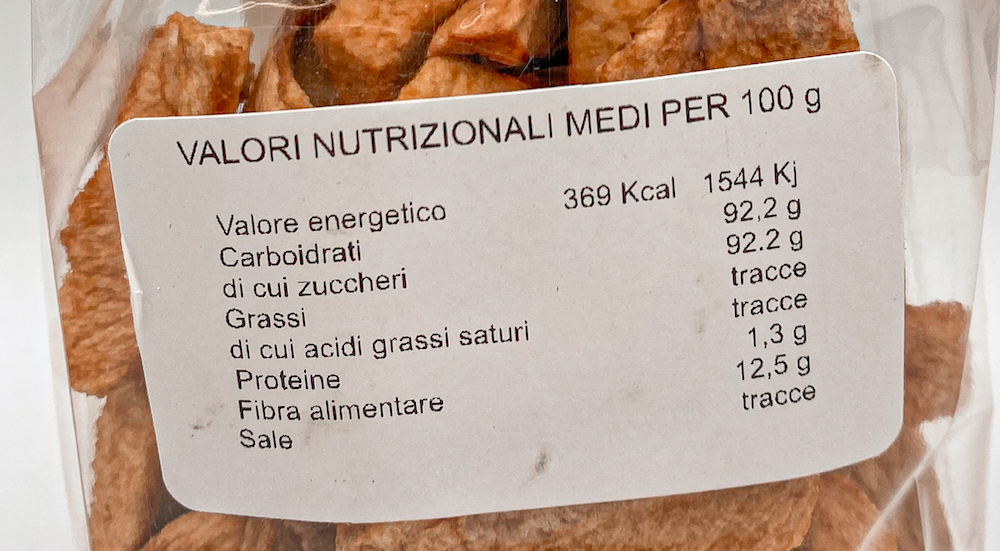 VALORI NUTRIZIONALI MEDI PER 100 g
Valore energetico 369 Kcal 1544 Kj
Carboidrati 92,2 g
di cui zuccheri 92.2 g
Grassi tracce
di cui acidi grassi saturi tracce
Proteine 1,3 g
Fibra alimentare 12,5 g
Sale tracce